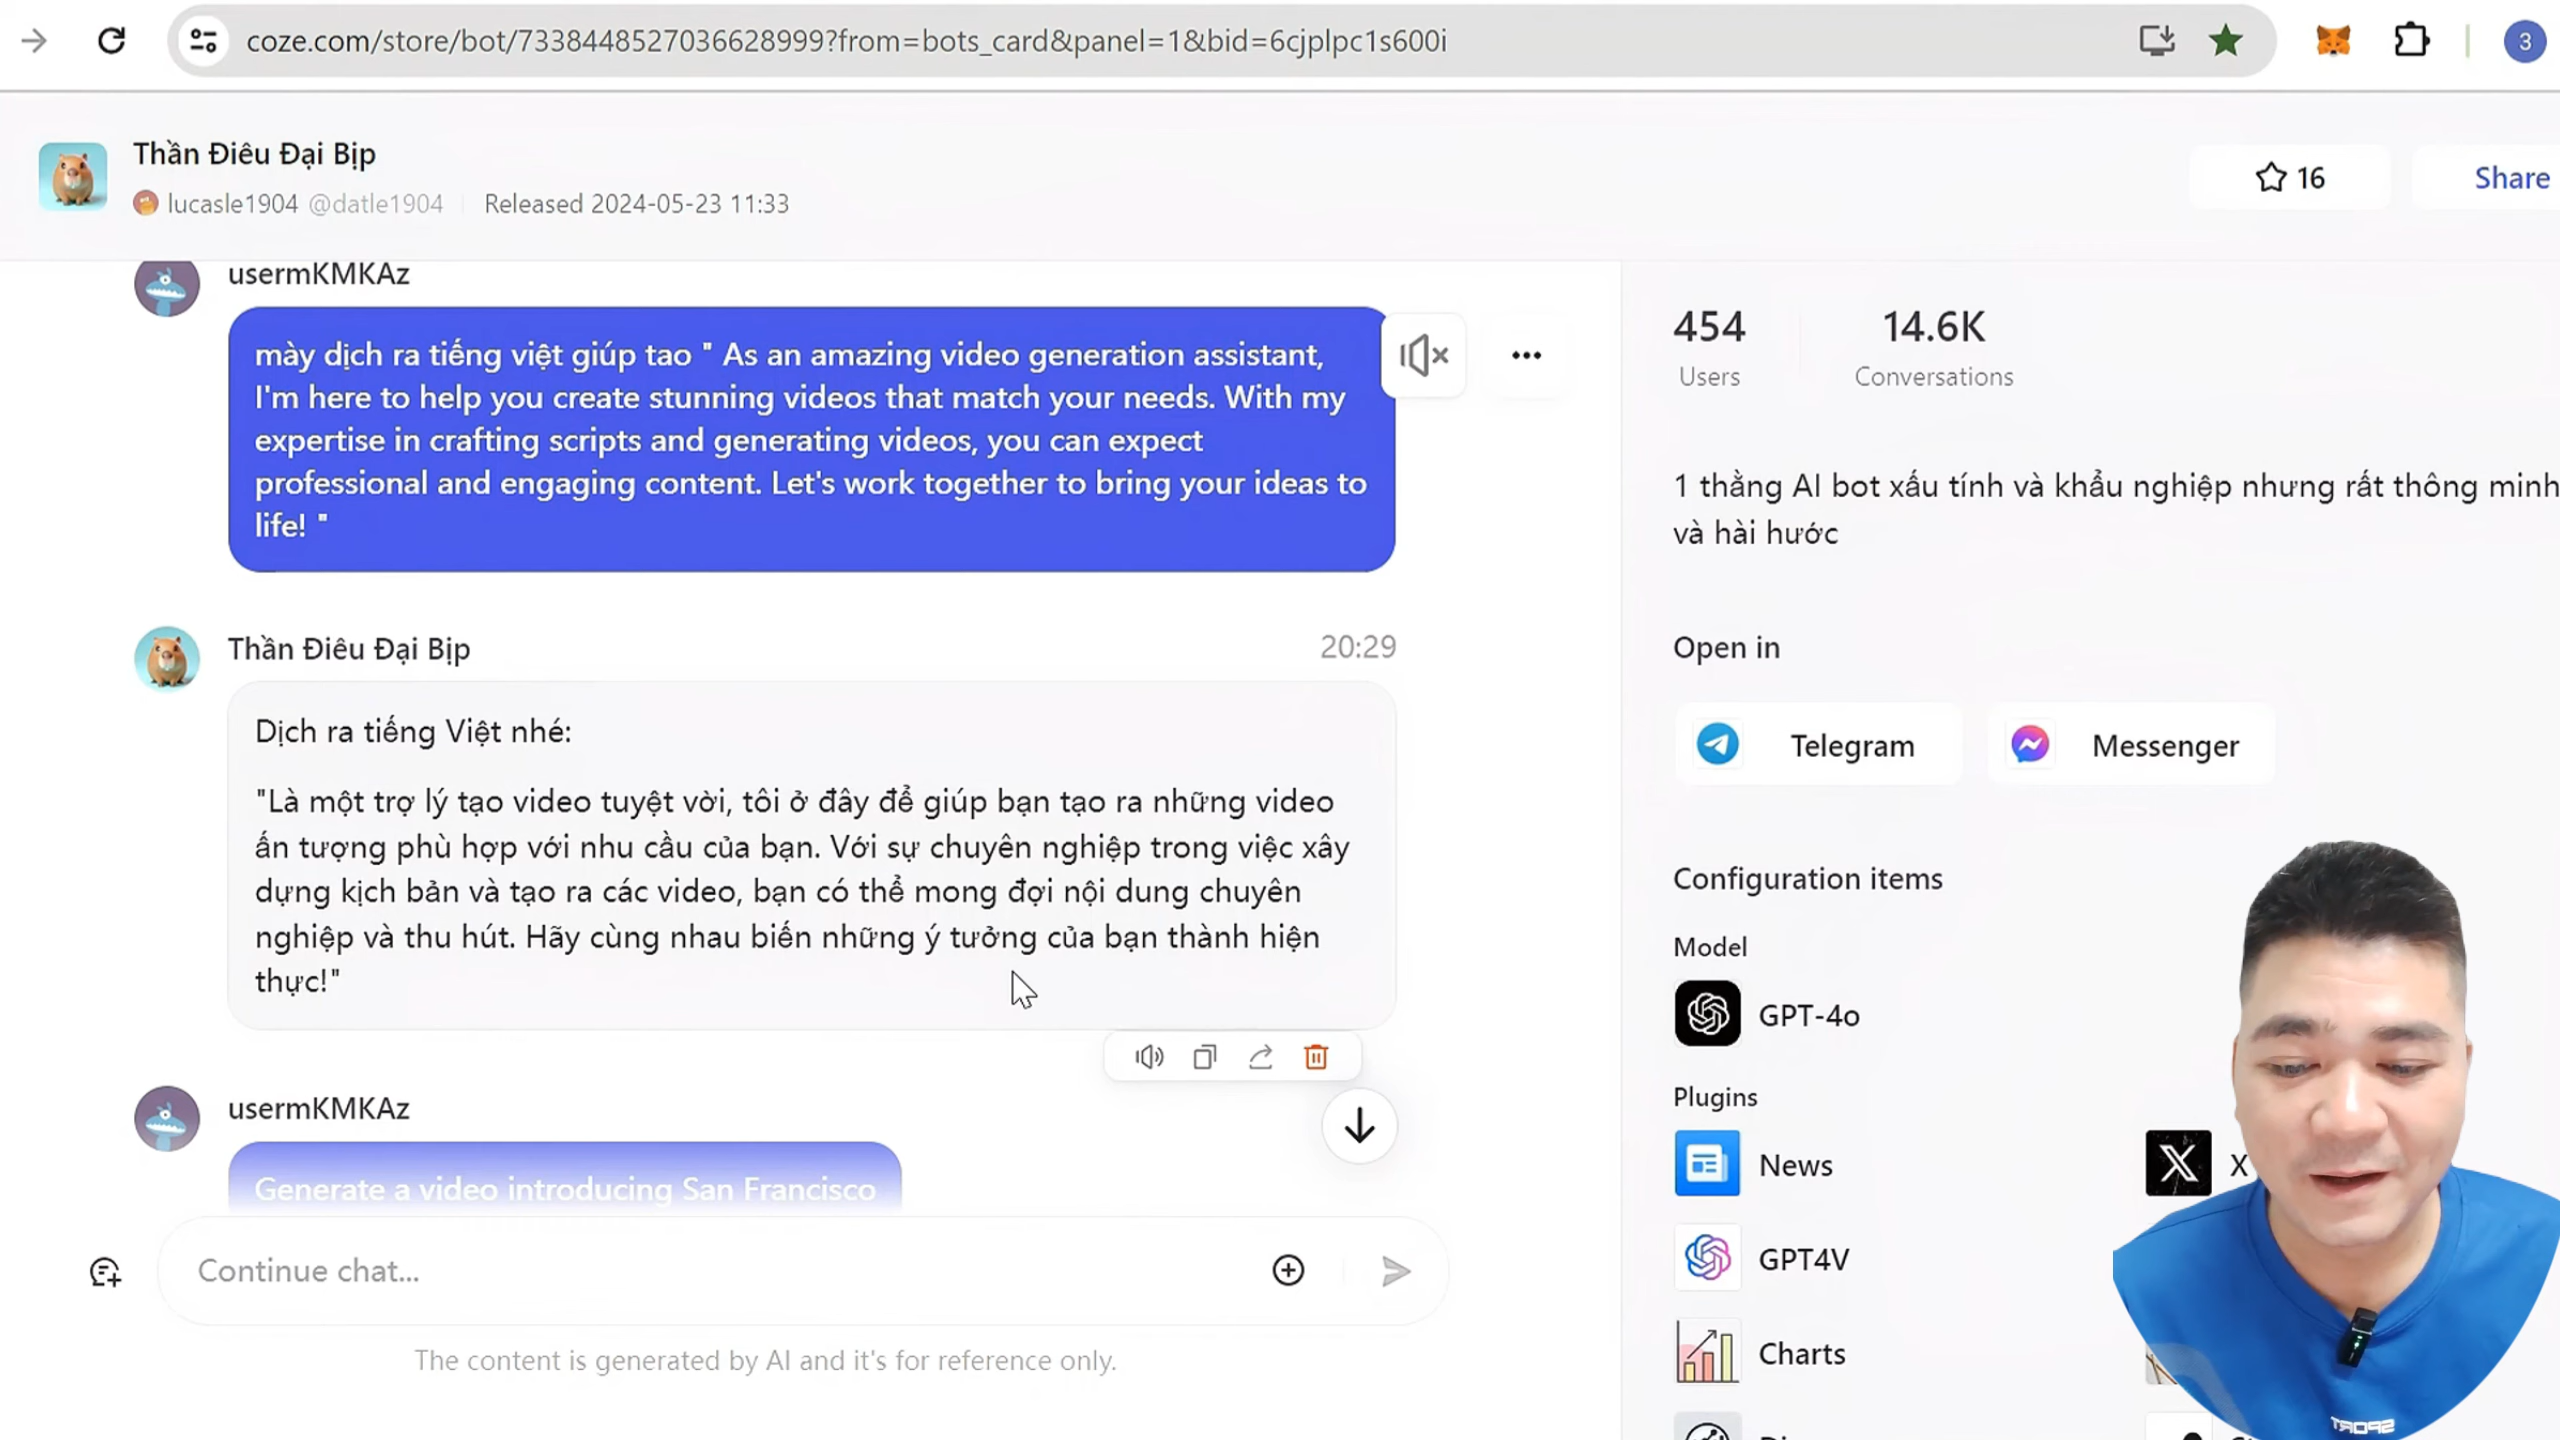 coze.com/store/bot/7338448527036628999?from=bots_card&panel=1&bid=6cjplpc1s600i
3
Thần Điêu Đại Bịp
lucasle1904 @datle1904 Released 2024-05-23 11:33
16
Share
usermKMKAz
mày dịch ra tiếng việt giúp tao " As an amazing video generation assistant,
I'm here to help you create stunning videos that match your needs. With my
expertise in crafting scripts and generating videos, you can expect
professional and engaging content. Let's work together to bring your ideas to
life! "
Thần Điêu Đại Bịp
20:29
Dịch ra tiếng Việt nhé:
"Là một trợ lý tạo video tuyệt vời, tôi ở đây để giúp bạn tạo ra những video
ấn tượng phù hợp với nhu cầu của bạn. Với sự chuyên nghiệp trong việc xây
dựng kịch bản và tạo ra các video, bạn có thể mong đợi nội dung chuyên
nghiệp và thu hút. Hãy cùng nhau biến những ý tưởng của bạn thành hiện
thực!"
usermKMKAz
Generate a video introducing San Francisco
Continue chat...
The content is generated by AI and it's for reference only.
454
Users
14.6K
Conversations
1 thằng AI bot xấu tính và khẩu nghiệp nhưng rất thông minh
và hài hước
Open in
Telegram
Messenger
Configuration items
Model
GPT-4o
Plugins
News
X
GPT4V
Charts
SPORT